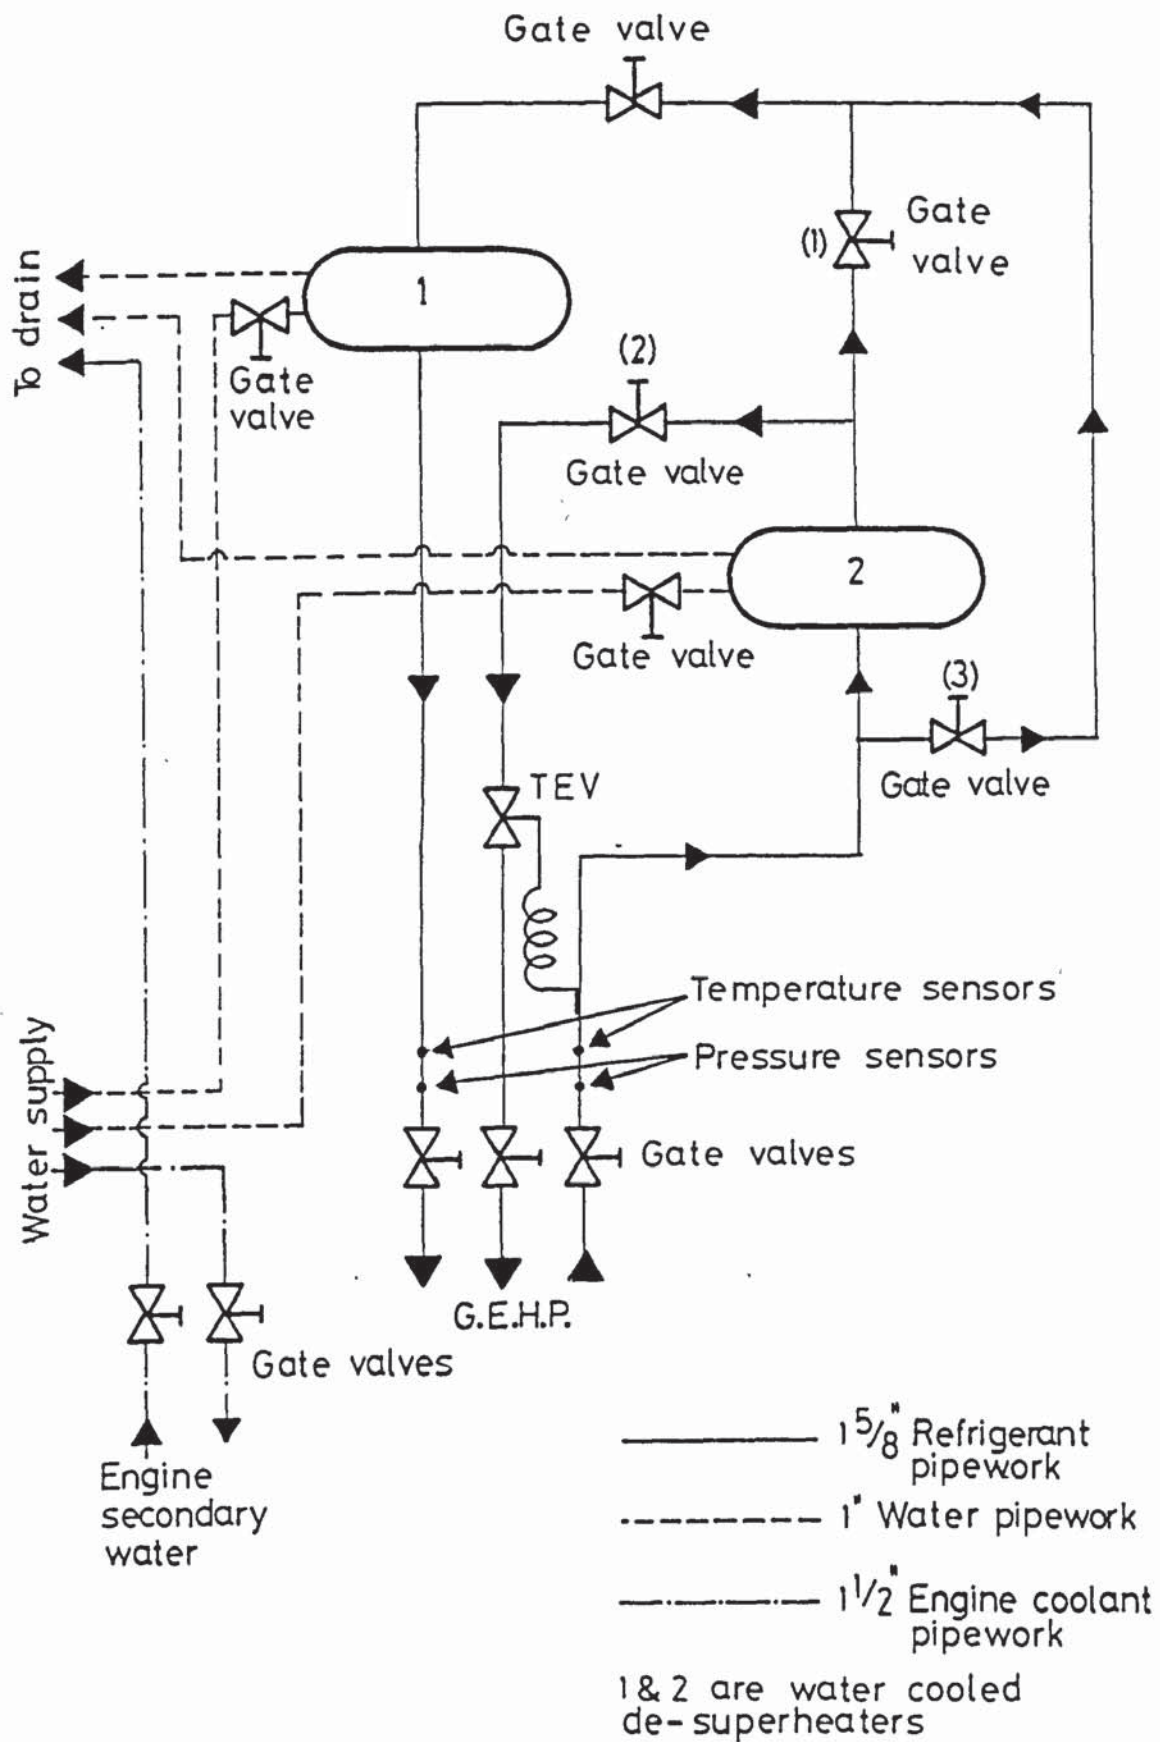 Gate valve
Gate
valve
(1)
1
To drain
Gate
valve
(2)
Gate valve
2
Gate valve
(3)
Gate valve
TEV
Temperature sensors
Pressure sensors
Water supply
Gate valves
G.E.H.P.
Gate valves
Engine
secondary
water
1 5/8" Refrigerant
pipework
1" Water pipework
1 1/2" Engine coolant
pipework
1 & 2 are water cooled
de-superheaters